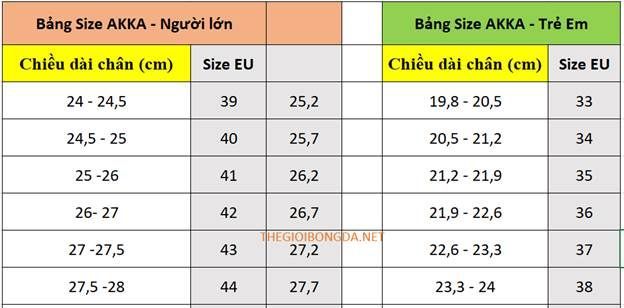 Bảng Size AKKA - Người lớn Bảng Size AKKA - Trẻ Em
Chiều dài chân (cm) Size EU Chiều dài chân (cm) Size EU
24 - 24,5 39 25,2 19,8 - 20,5 33
24,5 - 25 40 25,7 20,5 - 21,2 34
25 -26 41 26,2 21,2 - 21,9 35
26- 27 42 26,7 21,9 - 22,6 36
THEGIOIBONGDA.NET
27 -27,5 43 27,2 22,6 - 23,3 37
27,5 -28 44 27,7 23,3 - 24 38